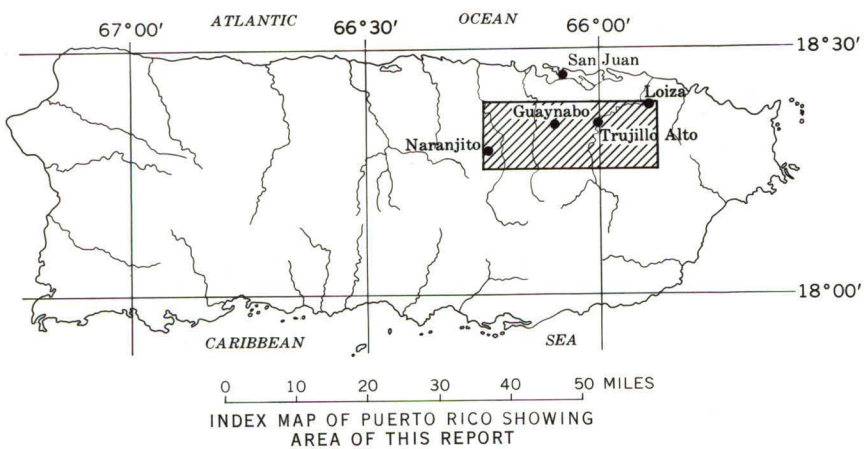 ATLANTIC OCEAN
67°00′ 66°30′ 66°00′
18°30′
San Juan
Loiza
Guaynabo
Trujillo Alto
Naranjito
18°00′
CARIBBEAN SEA
0 10 20 30 40 50 MILES
INDEX MAP OF PUERTO RICO SHOWING
AREA OF THIS REPORT